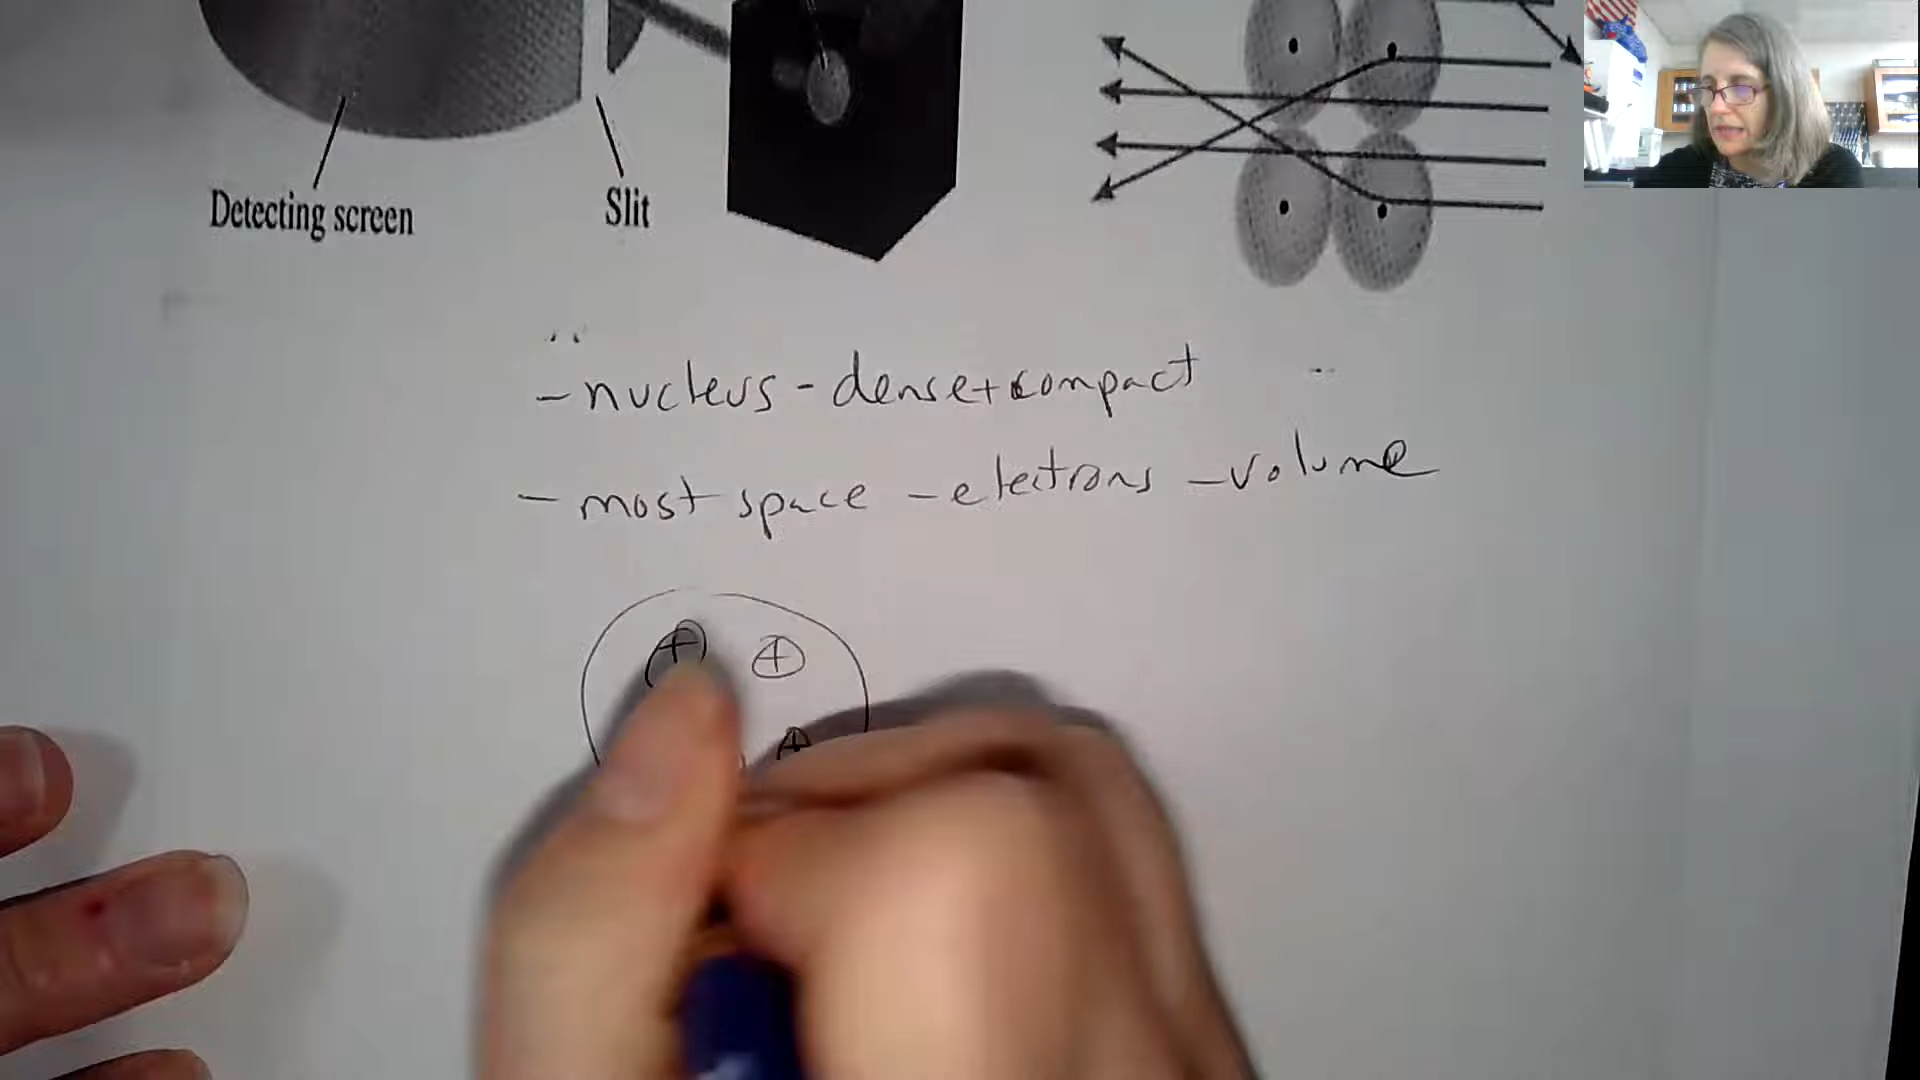 Detecting screen
Slit
- nucleus - dense + compact
- most space - electrons - volume
+ +
+